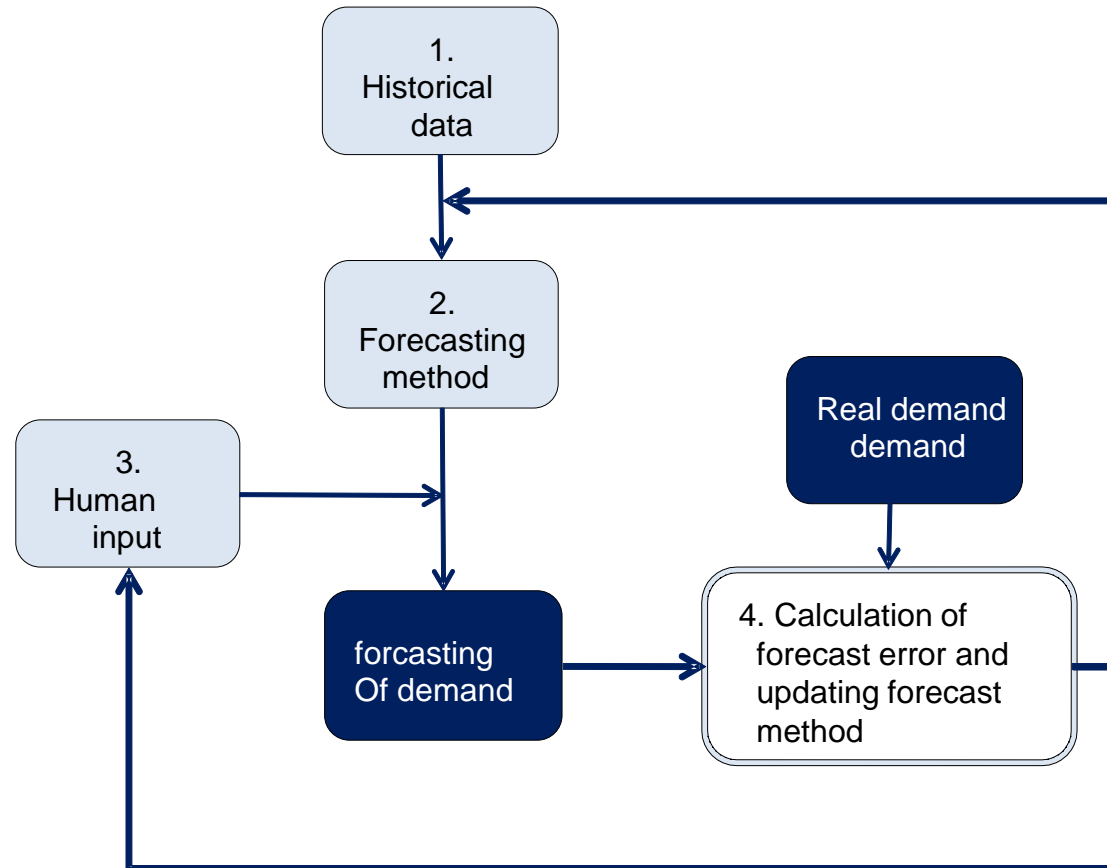 1.
Historical
data
2.
Forecasting
method
Real demand
demand
3.
Human
input
forcasting
Of demand
4. Calculation of
forecast error and
updating forecast
method